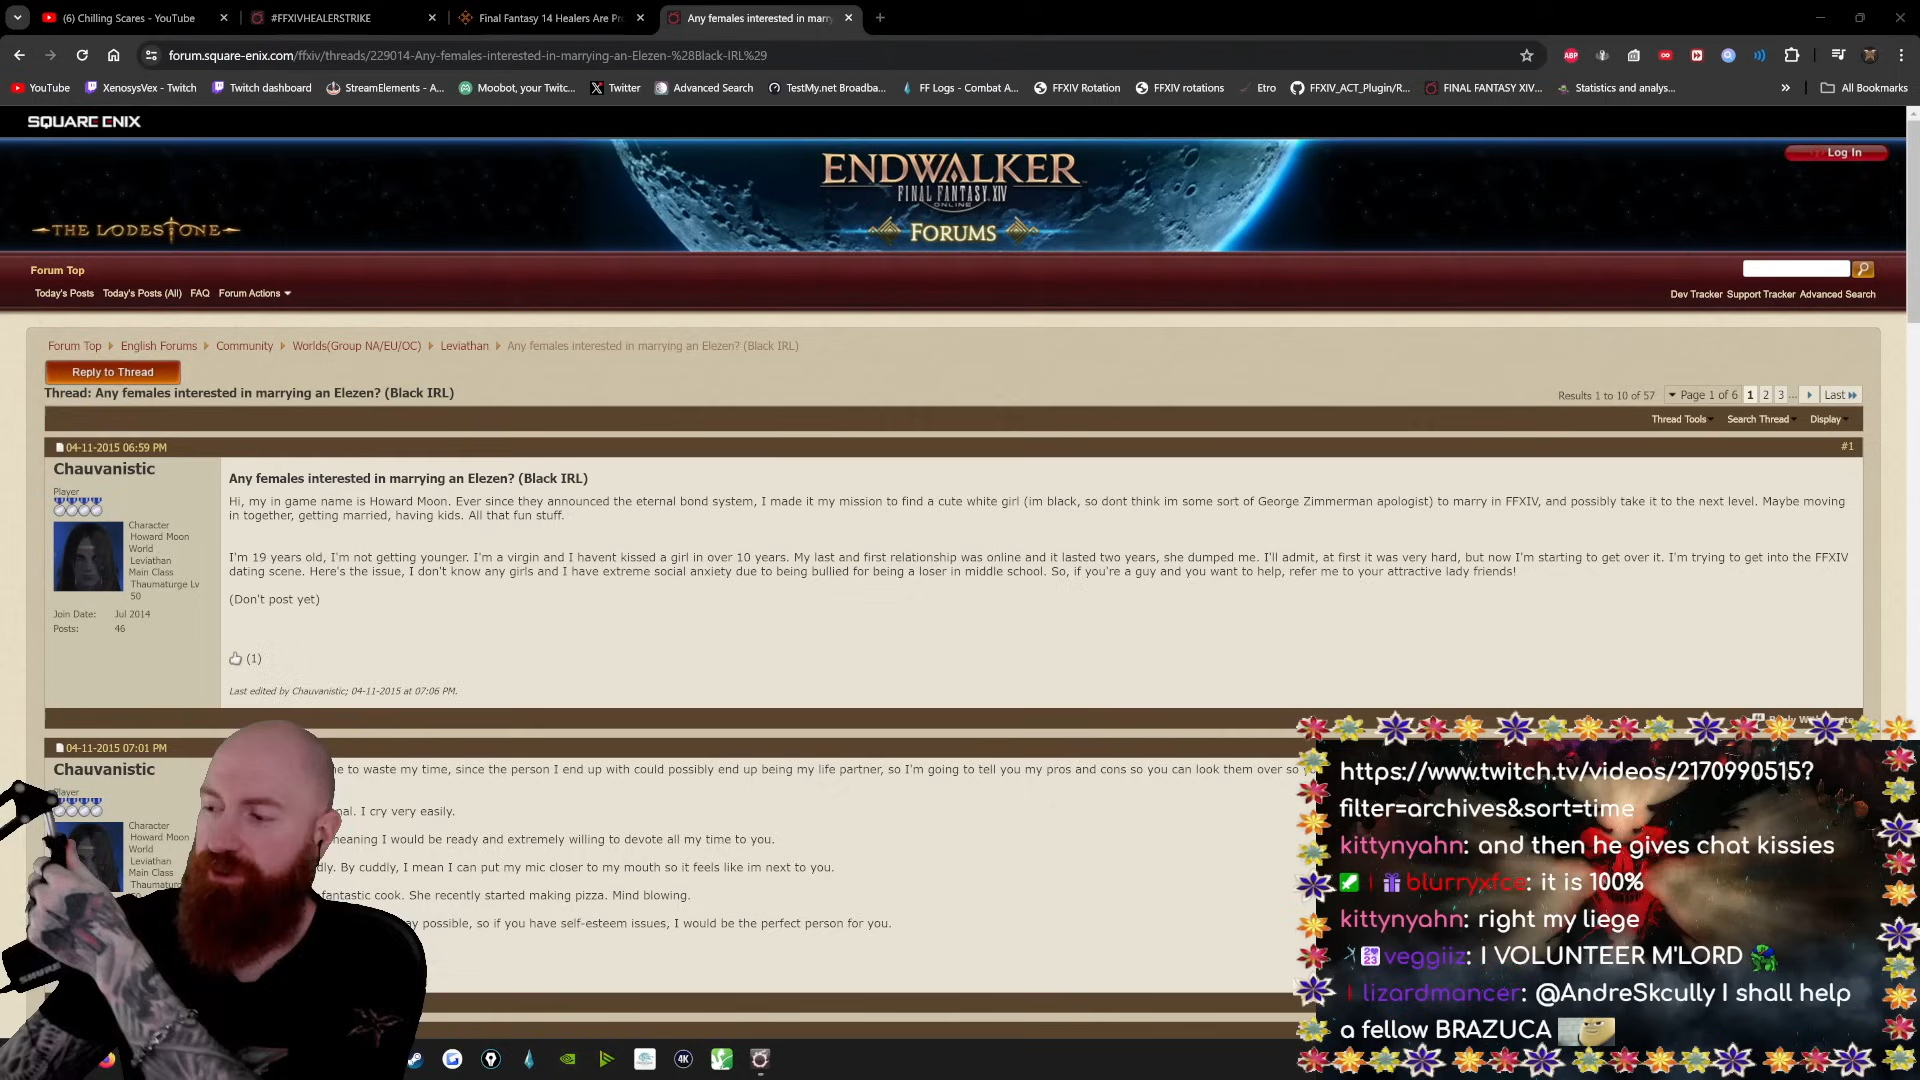 (6) Chilling Scares - YouTube
#FFXIVHEALERSTRIKE
Final Fantasy 14 Healers Are Pr
Any females interested in marr
forum.square-enix.com/ffxiv/threads/229014-Any-females-interested-in-marrying-an-Elezen-%28Black-IRL%29
YouTube
XenosysVex - Twitch
Twitch dashboard
StreamElements - A...
Moobot, your Twitc...
Twitter
Advanced Search
TestMy.net Broadba...
FF Logs - Combat A...
FFXIV Rotation
FFXIV rotations
Etro
FFXIV_ACT_Plugin/R...
FINAL FANTASY XIV...
Statistics and analys...
All Bookmarks
SQUARE ENIX
ENDWALKER
FINAL FANTASY XIV
ONLINE
FORUMS
Log In
THE LODESTONE
Forum Top
Today's Posts Today's Posts (All) FAQ Forum Actions
Dev Tracker Support Tracker Advanced Search
Forum Top English Forums Community Worlds(Group NA/EU/OC) Leviathan Any females interested in marrying an Elezen? (Black IRL)
Reply to Thread
Thread: Any females interested in marrying an Elezen? (Black IRL)
Results 1 to 10 of 57 Page 1 of 6 1 2 3 ... Last
Thread Tools Search Thread Display
04-11-2015 06:59 PM
#1
Chauvanistic
Player
Character
Howard Moon
World
Leviathan
Main Class
Thaumaturge Lv
50
Join Date: Jul 2014
Posts: 46
Any females interested in marrying an Elezen? (Black IRL)
Hi, my in game name is Howard Moon. Ever since they announced the eternal bond system, I made it my mission to find a cute white girl (im black, so dont think im some sort of George Zimmerman apologist) to marry in FFXIV, and possibly take it to the next level. Maybe moving
in together, getting married, having kids. All that fun stuff.
I'm 19 years old, I'm not getting younger. I'm a virgin and I havent kissed a girl in over 10 years. My last and first relationship was online and it lasted two years, she dumped me. I'll admit, at first it was very hard, but now I'm starting to get over it. I'm trying to get into the FFXIV
dating scene. Here's the issue, I don't know any girls and I have extreme social anxiety due to being bullied for being a loser in middle school. So, if you're a guy and you want to help, refer me to your attractive lady friends!
(Don't post yet)
(1)
Last edited by Chauvanistic; 04-11-2015 at 07:06 PM.
04-11-2015 07:01 PM
Chauvanistic
Player
Character
Howard Moon
World
Leviathan
Main Class
Thaumatur
to waste my time, since the person I end up with could possibly end up being my life partner, so I'm going to tell you my pros and cons so you can look them over so
I cry very easily.
meaning I would be ready and extremely willing to devote all my time to you.
By cuddly, I mean I can put my mic closer to my mouth so it feels like im next to you.
fantastic cook. She recently started making pizza. Mind blowing.
possible, so if you have self-esteem issues, I would be the perfect person for you.
SHURE
4K
https://www.twitch.tv/videos/2170990515?
filter=archives&sort=time
kittynyahn: and then he gives chat kissies
blurryxfce: it is 100%
kittynyahn: right my liege
veggiiz: I VOLUNTEER M'LORD
lizardmancer: @AndreSkcully I shall help
a fellow BRAZUCA